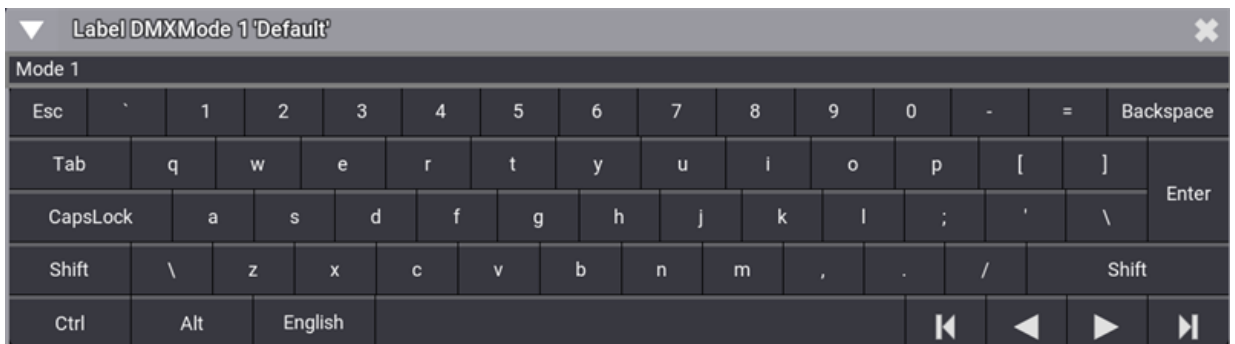 Label DMXMode 1 'Default'
Mode 1
Esc ` 1 2 3 4 5 6 7 8 9 0 - = Backspace
Tab q w e r t y u i o p [ ] Enter
CapsLock a s d f g h j k l ; ' \
Shift \ z x c v b n m , . / Shift
Ctrl Alt English